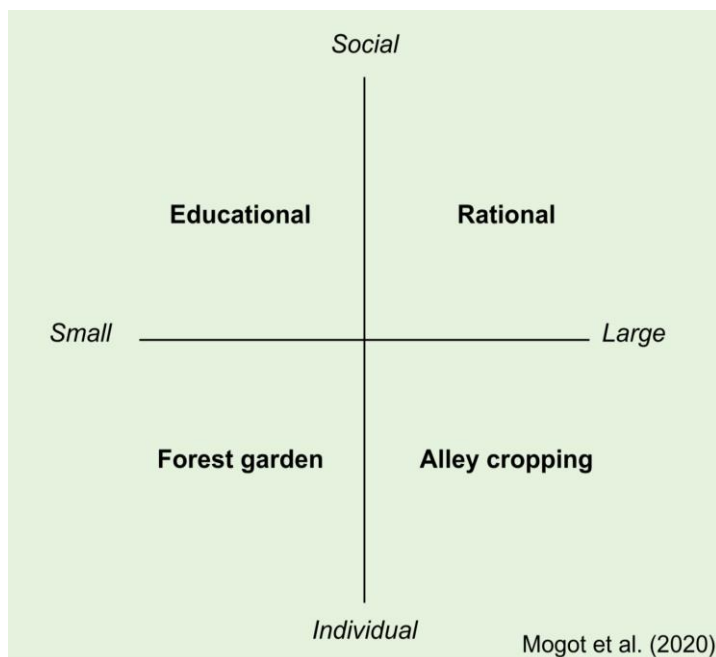 Social
Educational Rational
Small Large
Forest garden Alley cropping
Individual
Mogot et al. (2020)